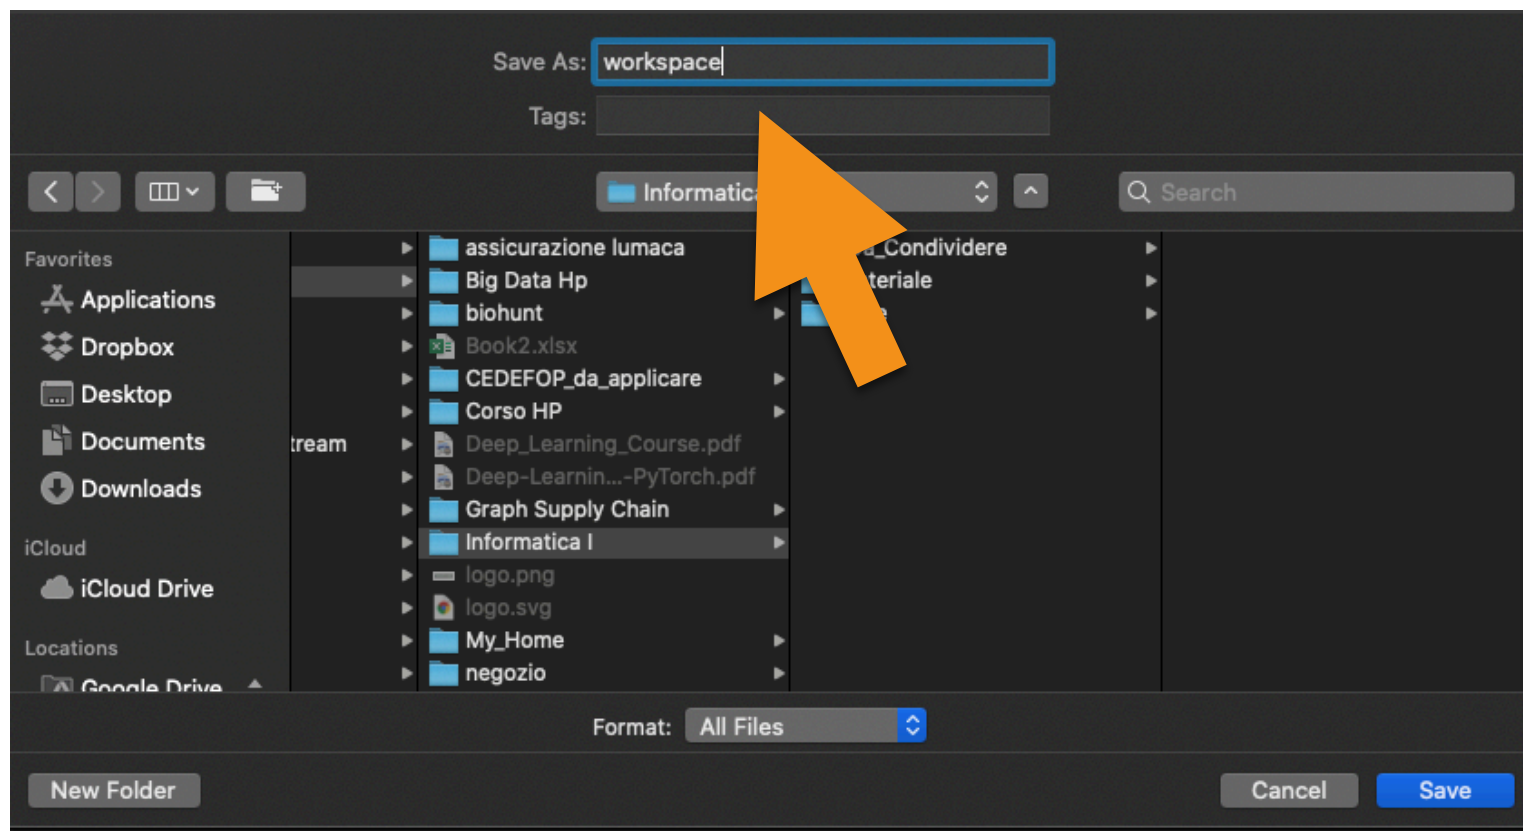 Save As: workspace
Tags:
Informatica
Search
Favorites
Applications
Dropbox
Desktop
Documents
Downloads
iCloud
iCloud Drive
Locations
Google Drive
tream
assicurazione lumaca
Big Data Hp
biohunt
Book2.xlsx
CEDEFOP_da_applicare
Corso HP
Deep_Learning_Course.pdf
Deep-Learnin...-PyTorch.pdf
Graph Supply Chain
Informatica I
logo.png
logo.svg
My_Home
negozio
a_Condividere
teriale
e
Format: All Files
New Folder
Cancel
Save